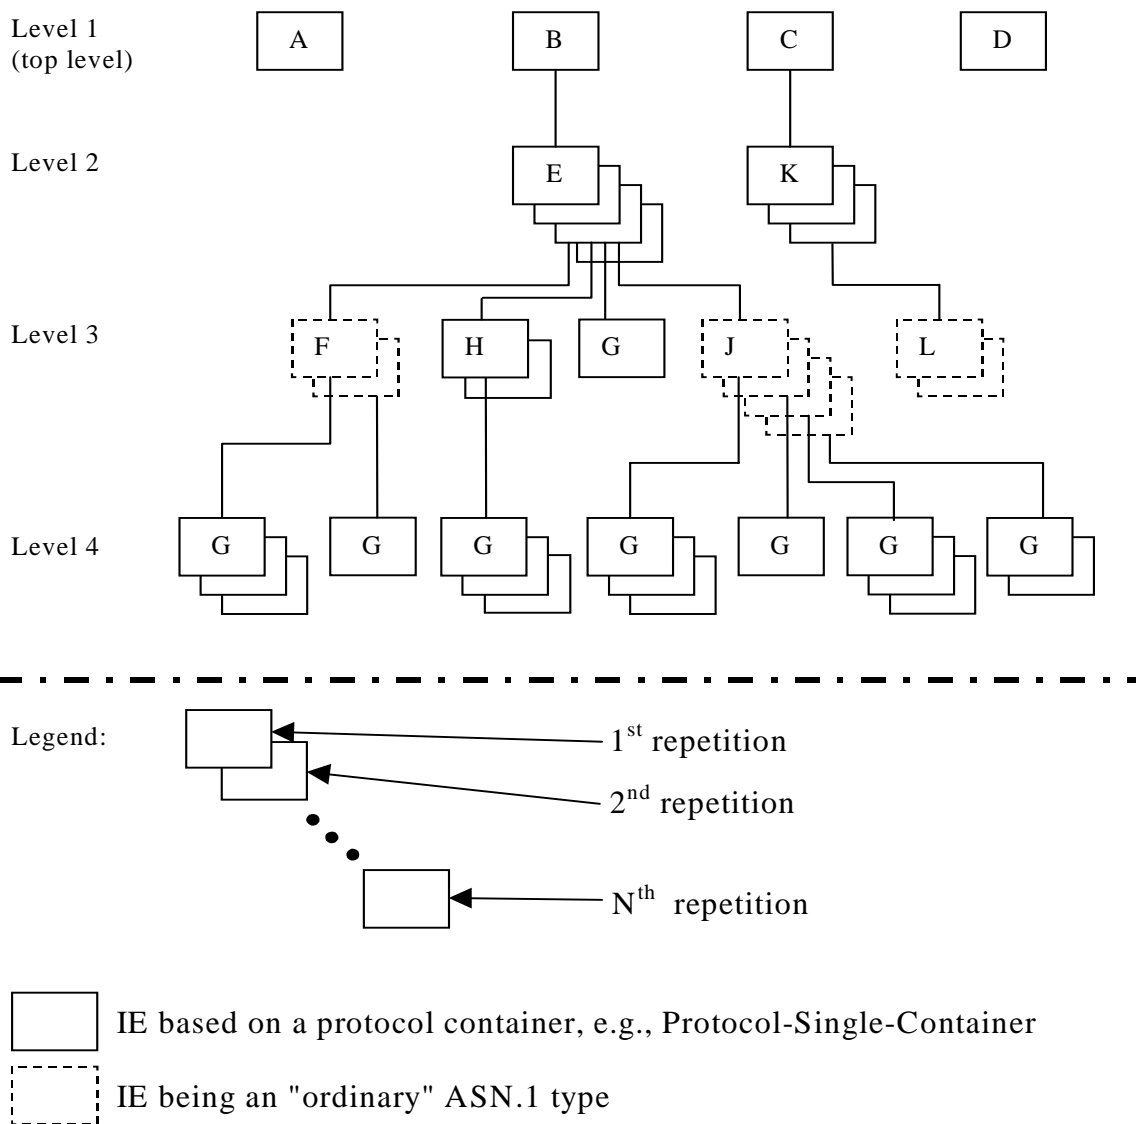 Level 1
(top level)
A B C D
Level 2
E K
Level 3
F H G J L
Level 4
G G G G G G G
Legend:
1st repetition
2nd repetition
Nth repetition
IE based on a protocol container, e.g., Protocol-Single-Container
IE being an "ordinary" ASN.1 type